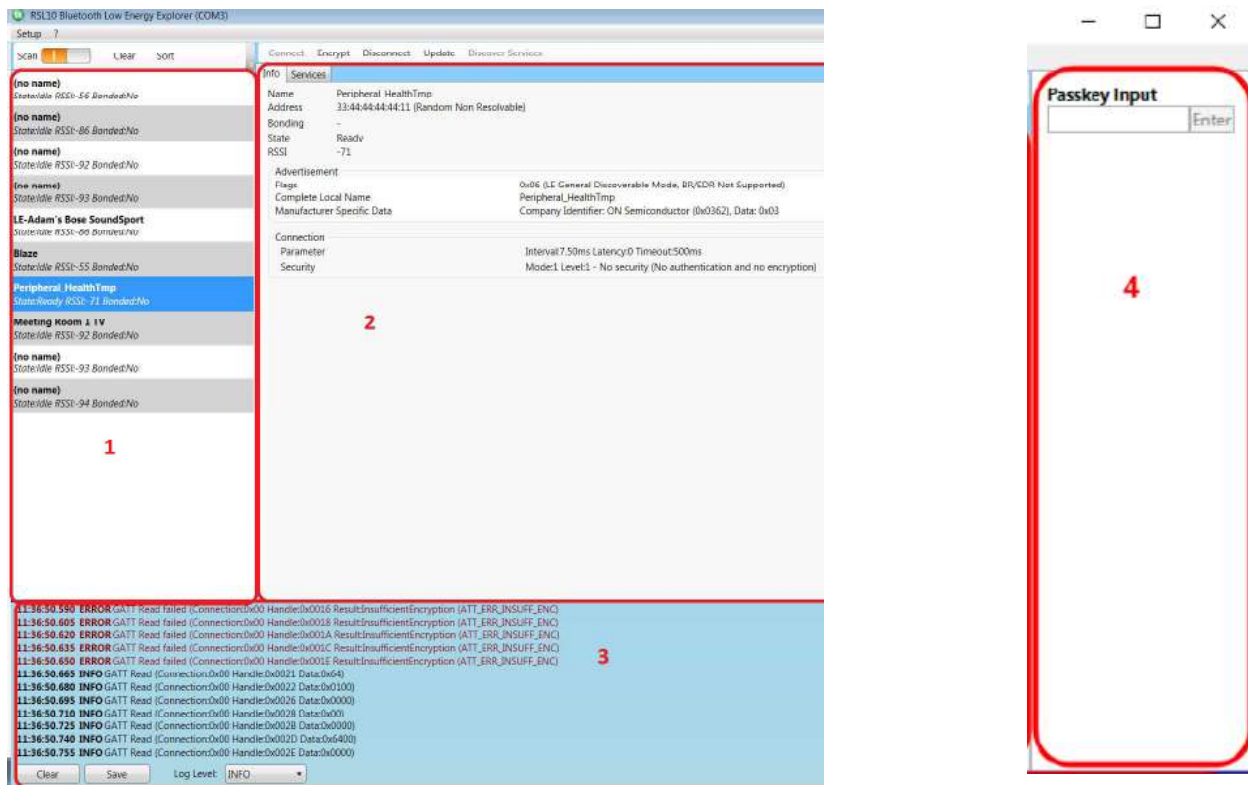 RSL10 Bluetooth Low Energy Explorer (COM3)
Setup ?
Scan Clear Sort
Connect Encrypt Disconnect Update Discover Services
(no name)
State:Idle RSSI:-56 Bonded:No
(no name)
State:Idle RSSI:-86 Bonded:No
(no name)
State:Idle RSSI:-92 Bonded:No
(no name)
State:Idle RSSI:-93 Bonded:No
LE-Adam's Bose SoundSport
State:Idle RSSI:-66 Bonded:No
Blaze
State:Idle RSSI:-55 Bonded:No
Peripheral_HealthTmp
State:Ready RSSI:-71 Bonded:No
Meeting Room 1 TV
State:Idle RSSI:-92 Bonded:No
(no name)
State:Idle RSSI:-93 Bonded:No
(no name)
State:Idle RSSI:-94 Bonded:No
1
Info Services
Name Peripheral_HealthTmp
Address 33:44:44:44:44:11 (Random Non Resolvable)
Bonding -
State Ready
RSSI -71
Advertisement
Flags 0x06 (LE General Discoverable Mode, BR/EDR Not Supported)
Complete Local Name Peripheral_HealthTmp
Manufacturer Specific Data Company Identifier: ON Semiconductor (0x0362), Data: 0x03
Connection
Parameter Interval:7.50ms Latency:0 Timeout:500ms
Security Mode:1 Level:1 - No security (No authentication and no encryption)
2
11:36:50.590 ERROR GATT Read failed (Connection:0x00 Handle:0x0016 Result:InsufficientEncryption (ATT_ERR_INSUFF_ENC)
11:36:50.605 ERROR GATT Read failed (Connection:0x00 Handle:0x0018 Result:InsufficientEncryption (ATT_ERR_INSUFF_ENC)
11:36:50.620 ERROR GATT Read failed (Connection:0x00 Handle:0x001A Result:InsufficientEncryption (ATT_ERR_INSUFF_ENC)
11:36:50.635 ERROR GATT Read failed (Connection:0x00 Handle:0x001C Result:InsufficientEncryption (ATT_ERR_INSUFF_ENC)
11:36:50.650 ERROR GATT Read failed (Connection:0x00 Handle:0x001E Result:InsufficientEncryption (ATT_ERR_INSUFF_ENC)
11:36:50.665 INFO GATT Read (Connection:0x00 Handle:0x0021 Data:0x64)
11:36:50.680 INFO GATT Read (Connection:0x00 Handle:0x0022 Data:0x0100)
11:36:50.695 INFO GATT Read (Connection:0x00 Handle:0x0026 Data:0x0000)
11:36:50.710 INFO GATT Read (Connection:0x00 Handle:0x0028 Data:0x00)
11:36:50.725 INFO GATT Read (Connection:0x00 Handle:0x002B Data:0x0000)
11:36:50.740 INFO GATT Read (Connection:0x00 Handle:0x002D Data:0x6400)
11:36:50.755 INFO GATT Read (Connection:0x00 Handle:0x002E Data:0x0000)
3
Clear Save Log Level: INFO
Passkey Input
Enter
4